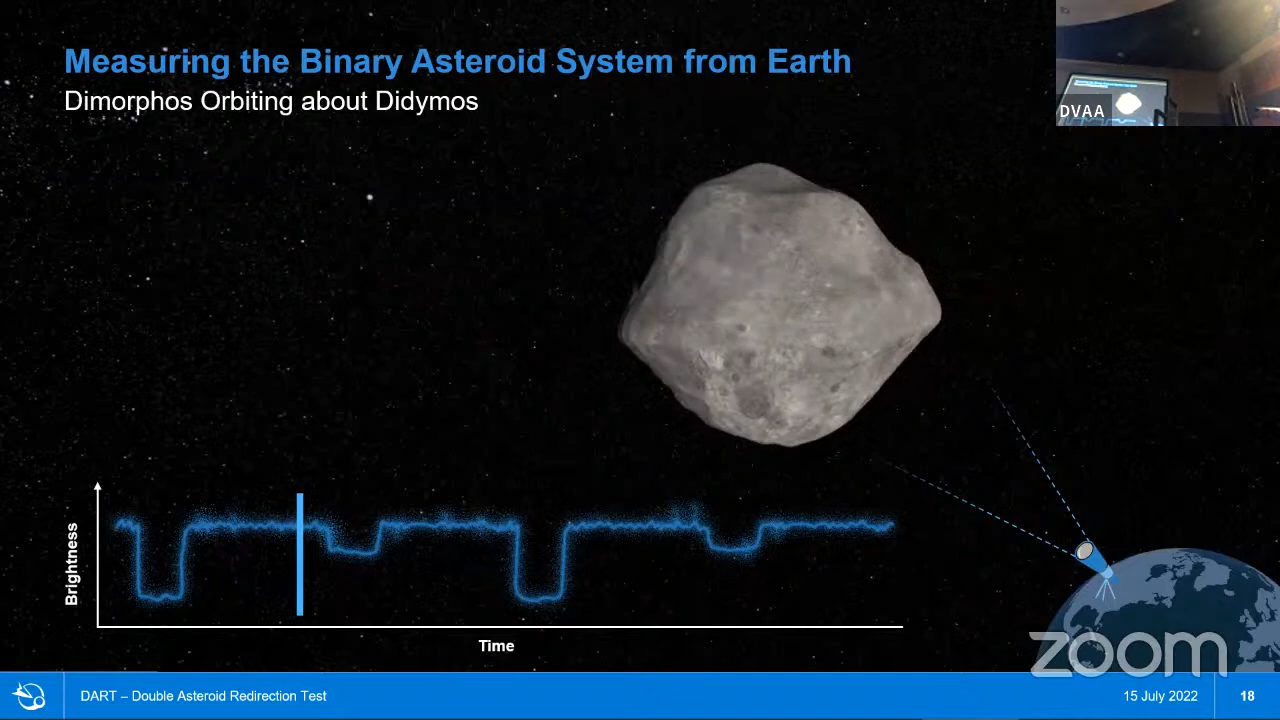 Measuring the Binary Asteroid System from Earth
Dimorphos Orbiting about Didymos
DVAA
Brightness
Time
zoom
DART – Double Asteroid Redirection Test
15 July 2022
18